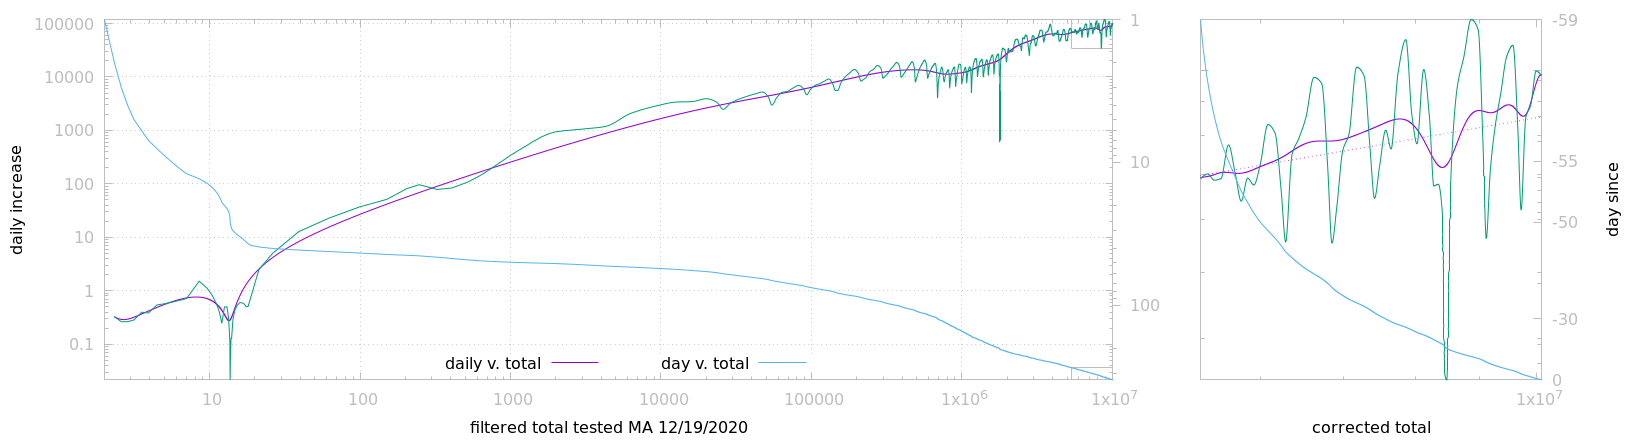 daily increase
100000
10000
1000
100
10
1
0.1
daily v. total
day v. total
10
100
1000
10000
100000
1x10^6
1x10^7
filtered total tested MA 12/19/2020
1
10
100
-59
-55
-50
-30
0
day since
1x10^7
corrected total